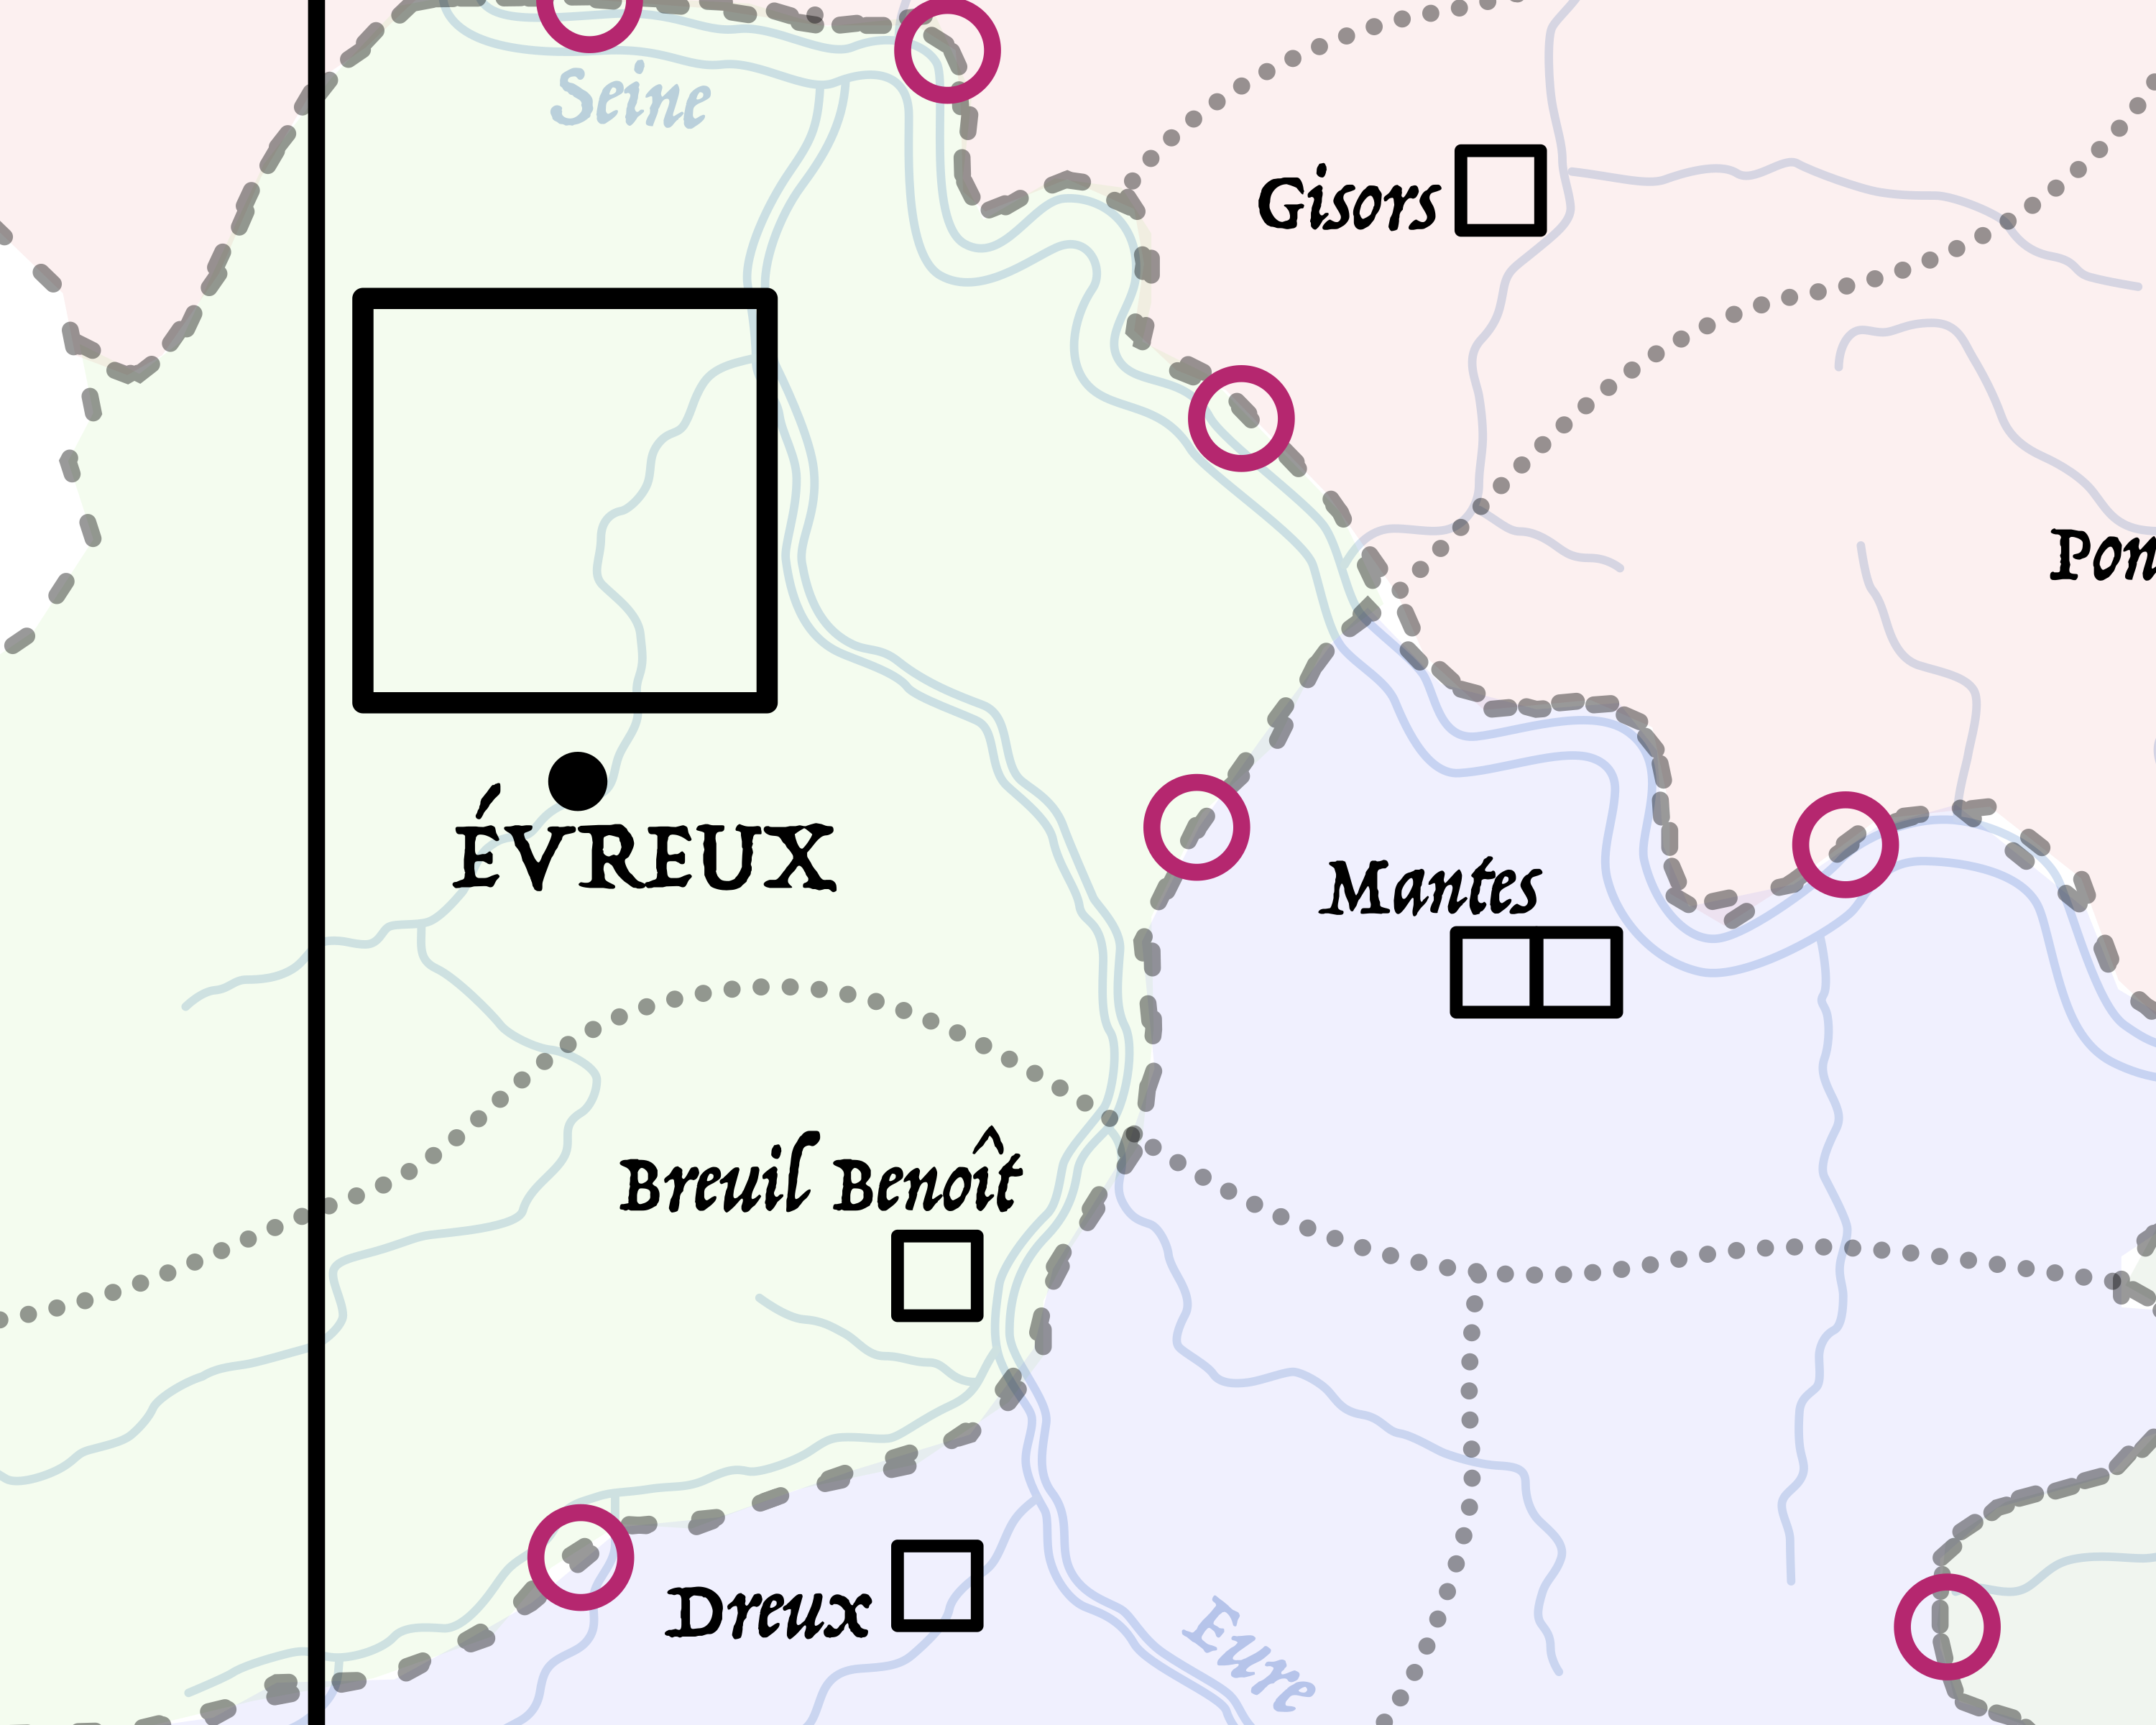 Seine
Gisors
Pon
ÉVREUX
Mantes
Breuil Benoît
Dreux
Eure